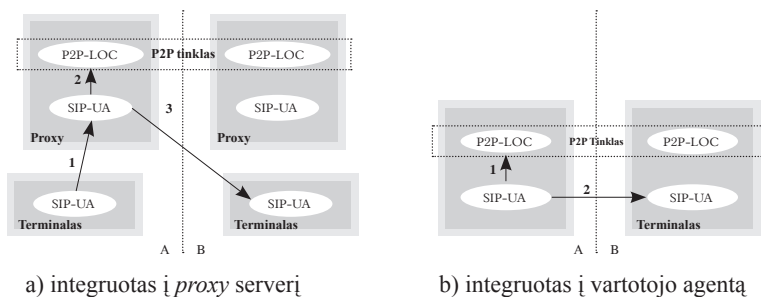 P2P-LOC P2P tinklas P2P-LOC
2
SIP-UA 3 SIP-UA
Proxy Proxy
1
SIP-UA SIP-UA
Terminalas Terminalas
A B
a) integruotas į proxy serverį
P2P-LOC P2P Tinklas P2P-LOC
1
2
SIP-UA SIP-UA
Terminalas
A B
b) integruotas į vartotojo agentą